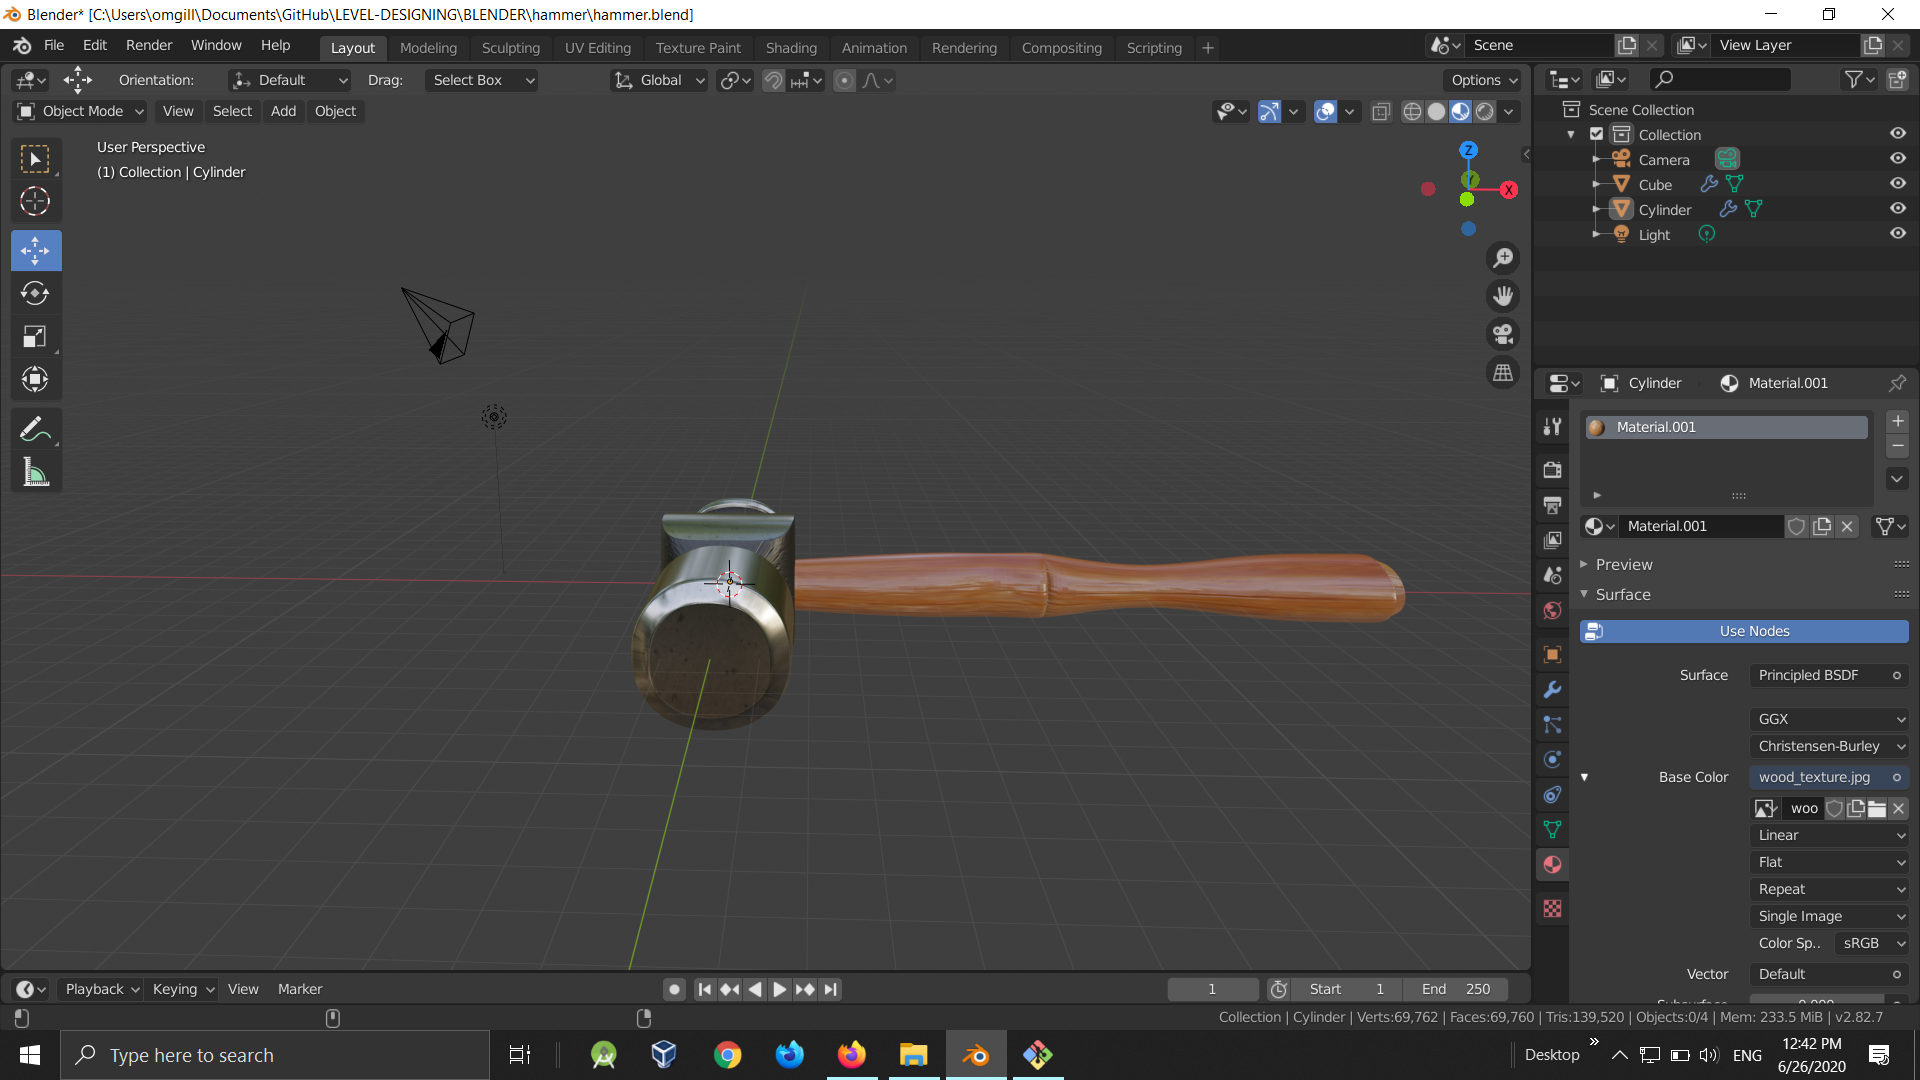 Blender* [C:\Users\omgill\Documents\GitHub\LEVEL-DESIGNING\BLENDER\hammer\hammer.blend]
File Edit Render Window Help Layout Modeling Sculpting UV Editing Texture Paint Shading Animation Rendering Compositing Scripting + Scene View Layer
Orientation: Default Drag: Select Box Global Options
Object Mode View Select Add Object
User Perspective
(1) Collection | Cylinder
Z
Y
X
Scene Collection
Collection
Camera
Cube
Cylinder
Light
Cylinder Material.001
Material.001
Material.001
Preview
Surface
Use Nodes
Surface Principled BSDF
GGX
Christensen-Burley
Base Color wood_texture.jpg
woo
Linear
Flat
Repeat
Single Image
Color Sp.. sRGB
Vector Default
Playback Keying View Marker 1 Start 1 End 250
Collection | Cylinder | Verts:69,762 | Faces:69,760 | Tris:139,520 | Objects:0/4 | Mem: 233.5 MiB | v2.82.7
Type here to search
Desktop » ENG
12:42 PM
6/26/2020